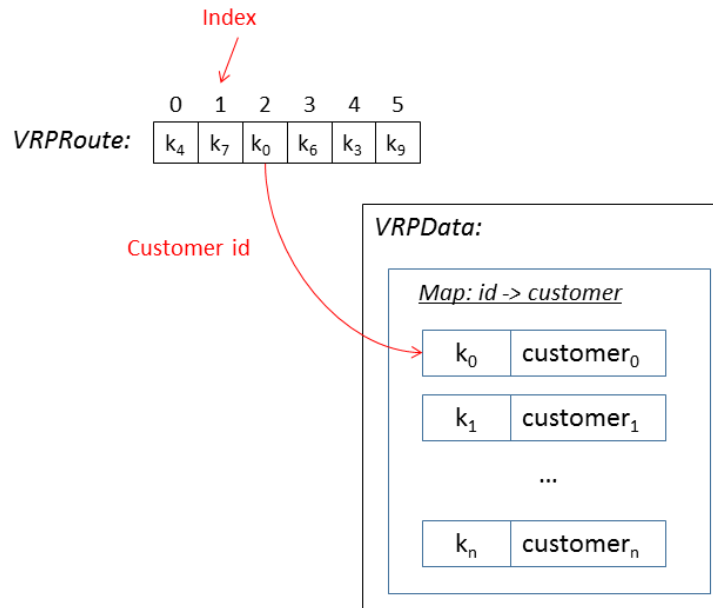 Index
0 1 2 3 4 5
VRPRoute: k₄ k₇ k₀ k₆ k₃ k₉
Customer id
VRPData:
Map: id -> customer
k₀ customer₀
k₁ customer₁
...
kₙ customerₙ